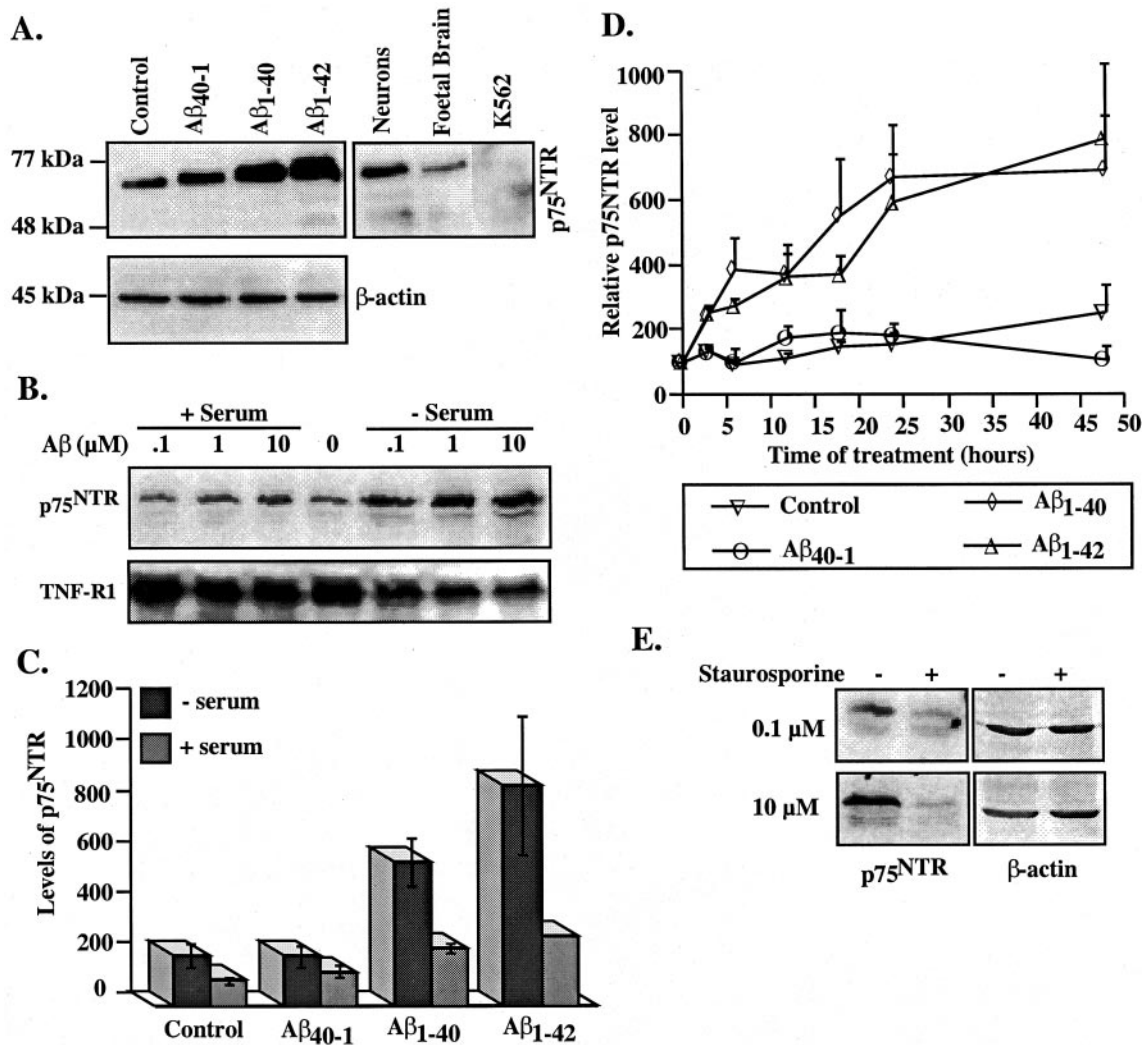 A.
Control
Aβ40-1
Aβ1-40
Aβ1-42
Neurons
Foetal Brain
K562
77 kDa
48 kDa
p75NTR
45 kDa
β-actin
B.
+ Serum
- Serum
Aβ (μM) .1 1 10 0 .1 1 10
p75NTR
TNF-R1
C.
Levels of p75NTR
1200
1000
800
600
400
200
0
- serum
+ serum
Control
Aβ40-1
Aβ1-40
Aβ1-42
D.
Relative p75NTR level
1000
800
600
400
200
0
0 5 10 15 20 25 30 35 40 45 50
Time of treatment (hours)
Control
Aβ1-40
Aβ40-1
Aβ1-42
E.
Staurosporine - + - +
0.1 μM
10 μM
p75NTR
β-actin